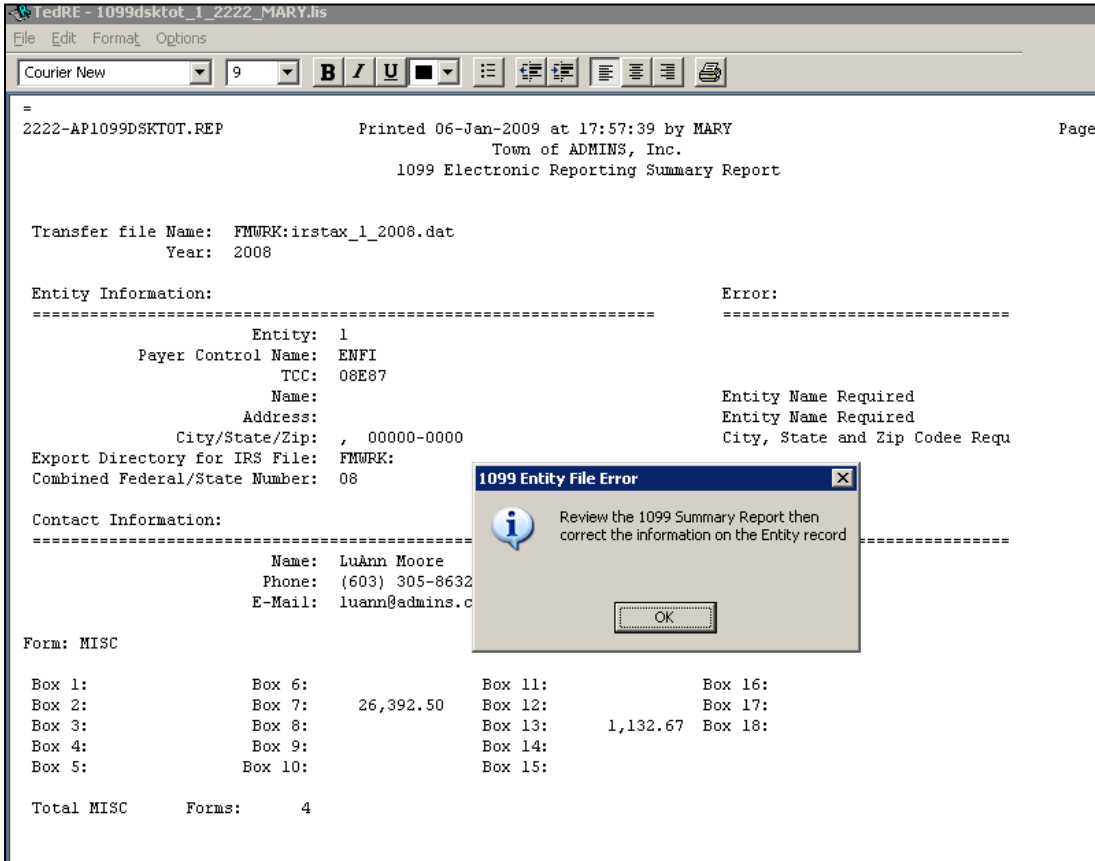 TedRE - 1099dsktot_1_2222_MARY.lis
File Edit Format Options
Courier New 9 B I U
=
2222-AP1099DSKTOT.REP Printed 06-Jan-2009 at 17:57:39 by MARY Page
Town of ADMINS, Inc.
1099 Electronic Reporting Summary Report
Transfer file Name: FMWRK:irstax_1_2008.dat
Year: 2008
Entity Information: Error:
================================================================= ==============================
Entity: 1
Payer Control Name: ENFI
TCC: 08E87
Name: Entity Name Required
Address: Entity Name Required
City/State/Zip: , 00000-0000 City, State and Zip Codee Requ
Export Directory for IRS File: FMWRK:
Combined Federal/State Number: 08
1099 Entity File Error
Review the 1099 Summary Report then
correct the information on the Entity record
OK
Contact Information:
Name: LuAnn Moore
Phone: (603) 305-8632
E-Mail: luann@admins.c
Form: MISC
Box 1: Box 6: Box 11: Box 16:
Box 2: Box 7: 26,392.50 Box 12: Box 17:
Box 3: Box 8: Box 13: 1,132.67 Box 18:
Box 4: Box 9: Box 14:
Box 5: Box 10: Box 15:
Total MISC Forms: 4